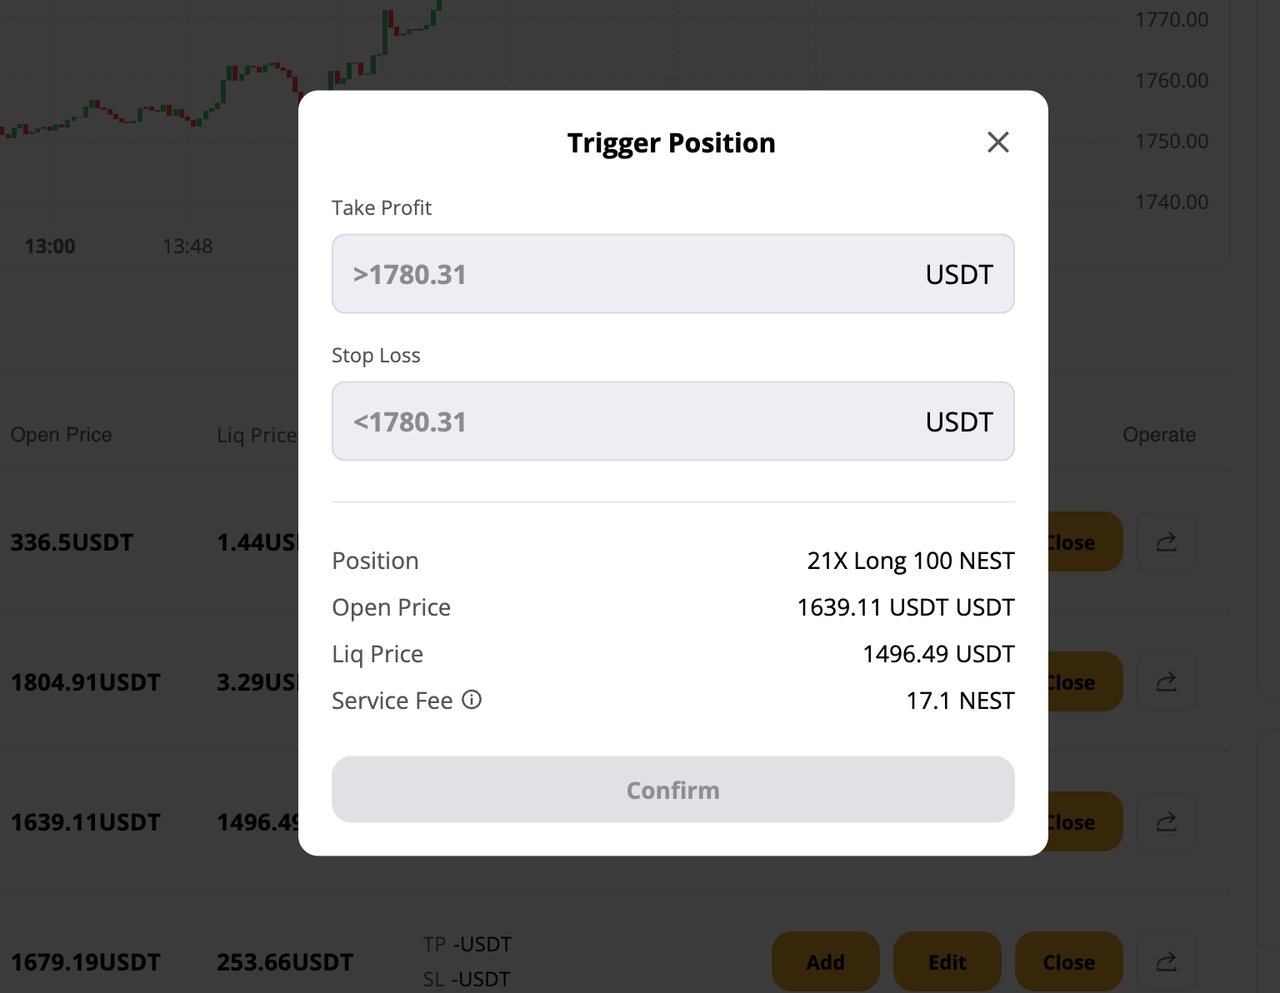 1770.00
1760.00
1750.00
1740.00
13:00 13:48
Trigger Position
Take Profit
>1780.31 USDT
Stop Loss
<1780.31 USDT
Position 21X Long 100 NEST
Open Price 1639.11 USDT USDT
Liq Price 1496.49 USDT
Service Fee 17.1 NEST
Confirm
Open Price Liq Price Operate
336.5USDT 1.44US Close
1804.91USDT 3.29US Close
1639.11USDT 1496.49 Close
TP -USDT
1679.19USDT 253.66USDT Add Edit Close
SL -USDT